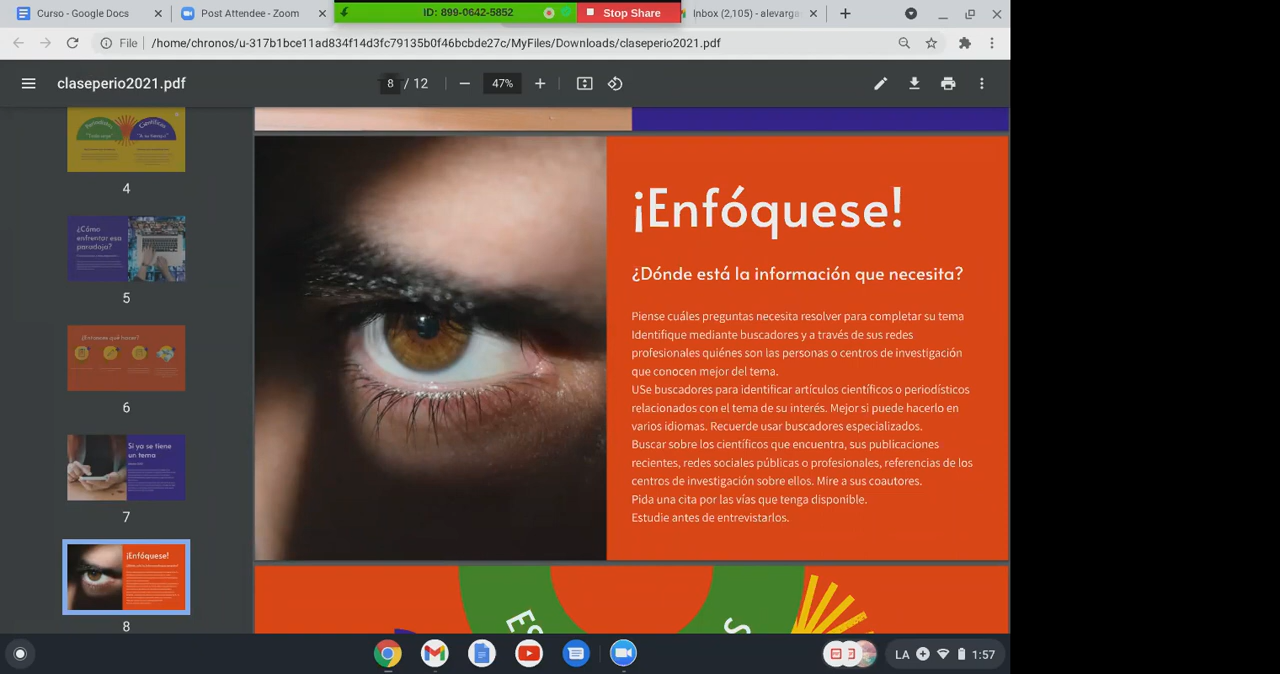 Curso - Google Docs
Post Attendee - Zoom
ID: 899-0642-5852
Stop Share
Inbox (2,105) - alevarga
File
/home/chronos/u-317b1bce11ad834f14d3fc79135b0f46bcbde27c/MyFiles/Downloads/claseperio2021.pdf
claseperio2021.pdf
8 / 12
47%
4
¿Cómo
enfrentar esa
paradoja?
5
¿Entonces qué hacer?
6
Si ya se tiene
un tema
7
¡Enfóquese!
8
¡Enfóquese!
¿Dónde está la información que necesita?
Piense cuáles preguntas necesita resolver para completar su tema
Identifique mediante buscadores y a través de sus redes
profesionales quiénes son las personas o centros de investigación
que conocen mejor del tema.
USe buscadores para identificar artículos científicos o periodísticos
relacionados con el tema de su interés. Mejor si puede hacerlo en
varios idiomas. Recuerde usar buscadores especializados.
Buscar sobre los científicos que encuentra, sus publicaciones
recientes, redes sociales públicas o profesionales, referencias de los
centros de investigación sobre ellos. Mire a sus coautores.
Pida una cita por las vías que tenga disponible.
Estudie antes de entrevistarlos.
LA
1:57